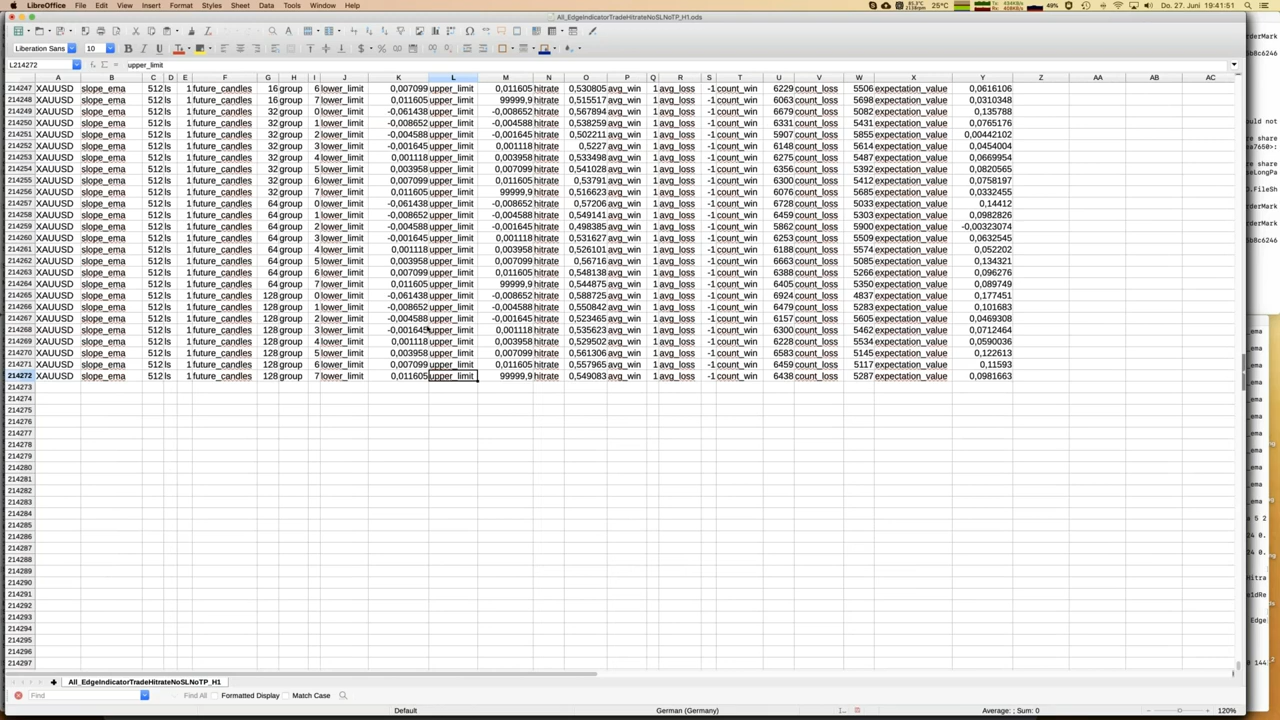 LibreOffice File Edit View Insert Format Styles Sheet Data Tools Window Help 25°C 49% Do. 27. Juni 19:41:51
All_EdgeIndicatorTradeHitrateNoSLNoTP_H1.ods
Liberation Sans 10
L214272 upper_limit
A B C D E F G H I J K L M N O P Q R S T U V W X Y Z AA AB AC
214247 XAUUSD slope_ema 512 ls 1 future_candles 16 group 6 lower_limit 0,007099 upper_limit 0,011605 hitrate 0,530805 avg_win 1 avg_loss -1 count_win 6229 count_loss 5506 expectation_value 0,0616106
214248 XAUUSD slope_ema 512 ls 1 future_candles 16 group 7 lower_limit 0,011605 upper_limit 99999,9 hitrate 0,515517 avg_win 1 avg_loss -1 count_win 6063 count_loss 5698 expectation_value 0,0310348
214249 XAUUSD slope_ema 512 ls 1 future_candles 32 group 0 lower_limit -0,061438 upper_limit -0,008652 hitrate 0,567894 avg_win 1 avg_loss -1 count_win 6679 count_loss 5082 expectation_value 0,135788
214250 XAUUSD slope_ema 512 ls 1 future_candles 32 group 1 lower_limit -0,008652 upper_limit -0,004588 hitrate 0,538259 avg_win 1 avg_loss -1 count_win 6331 count_loss 5431 expectation_value 0,0765176
214251 XAUUSD slope_ema 512 ls 1 future_candles 32 group 2 lower_limit -0,004588 upper_limit -0,001645 hitrate 0,502211 avg_win 1 avg_loss -1 count_win 5907 count_loss 5855 expectation_value 0,00442102
214252 XAUUSD slope_ema 512 ls 1 future_candles 32 group 3 lower_limit -0,001645 upper_limit 0,001118 hitrate 0,5227 avg_win 1 avg_loss -1 count_win 6148 count_loss 5614 expectation_value 0,0454004
214253 XAUUSD slope_ema 512 ls 1 future_candles 32 group 4 lower_limit 0,001118 upper_limit 0,003958 hitrate 0,533498 avg_win 1 avg_loss -1 count_win 6275 count_loss 5487 expectation_value 0,0669954
214254 XAUUSD slope_ema 512 ls 1 future_candles 32 group 5 lower_limit 0,003958 upper_limit 0,007099 hitrate 0,541028 avg_win 1 avg_loss -1 count_win 6356 count_loss 5392 expectation_value 0,0820565
214255 XAUUSD slope_ema 512 ls 1 future_candles 32 group 6 lower_limit 0,007099 upper_limit 0,011605 hitrate 0,53791 avg_win 1 avg_loss -1 count_win 6300 count_loss 5412 expectation_value 0,0758197
214256 XAUUSD slope_ema 512 ls 1 future_candles 32 group 7 lower_limit 0,011605 upper_limit 99999,9 hitrate 0,516623 avg_win 1 avg_loss -1 count_win 6076 count_loss 5685 expectation_value 0,0332455
214257 XAUUSD slope_ema 512 ls 1 future_candles 64 group 0 lower_limit -0,061438 upper_limit -0,008652 hitrate 0,57206 avg_win 1 avg_loss -1 count_win 6728 count_loss 5033 expectation_value 0,14412
214258 XAUUSD slope_ema 512 ls 1 future_candles 64 group 1 lower_limit -0,008652 upper_limit -0,004588 hitrate 0,549141 avg_win 1 avg_loss -1 count_win 6459 count_loss 5303 expectation_value 0,0982826
214259 XAUUSD slope_ema 512 ls 1 future_candles 64 group 2 lower_limit -0,004588 upper_limit -0,001645 hitrate 0,498385 avg_win 1 avg_loss -1 count_win 5862 count_loss 5900 expectation_value -0,00323074
214260 XAUUSD slope_ema 512 ls 1 future_candles 64 group 3 lower_limit -0,001645 upper_limit 0,001118 hitrate 0,531627 avg_win 1 avg_loss -1 count_win 6253 count_loss 5509 expectation_value 0,0632545
214261 XAUUSD slope_ema 512 ls 1 future_candles 64 group 4 lower_limit 0,001118 upper_limit 0,003958 hitrate 0,526101 avg_win 1 avg_loss -1 count_win 6188 count_loss 5574 expectation_value 0,052202
214262 XAUUSD slope_ema 512 ls 1 future_candles 64 group 5 lower_limit 0,003958 upper_limit 0,007099 hitrate 0,56716 avg_win 1 avg_loss -1 count_win 6663 count_loss 5085 expectation_value 0,134321
214263 XAUUSD slope_ema 512 ls 1 future_candles 64 group 6 lower_limit 0,007099 upper_limit 0,011605 hitrate 0,548138 avg_win 1 avg_loss -1 count_win 6388 count_loss 5266 expectation_value 0,096276
214264 XAUUSD slope_ema 512 ls 1 future_candles 64 group 7 lower_limit 0,011605 upper_limit 99999,9 hitrate 0,544875 avg_win 1 avg_loss -1 count_win 6405 count_loss 5350 expectation_value 0,089749
214265 XAUUSD slope_ema 512 ls 1 future_candles 128 group 0 lower_limit -0,061438 upper_limit -0,008652 hitrate 0,588725 avg_win 1 avg_loss -1 count_win 6924 count_loss 4837 expectation_value 0,177451
214266 XAUUSD slope_ema 512 ls 1 future_candles 128 group 1 lower_limit -0,008652 upper_limit -0,004588 hitrate 0,550842 avg_win 1 avg_loss -1 count_win 6479 count_loss 5283 expectation_value 0,101683
214267 XAUUSD slope_ema 512 ls 1 future_candles 128 group 2 lower_limit -0,004588 upper_limit -0,001645 hitrate 0,523465 avg_win 1 avg_loss -1 count_win 6157 count_loss 5605 expectation_value 0,0469308
214268 XAUUSD slope_ema 512 ls 1 future_candles 128 group 3 lower_limit -0,001645 upper_limit 0,001118 hitrate 0,535623 avg_win 1 avg_loss -1 count_win 6300 count_loss 5462 expectation_value 0,0712464
214269 XAUUSD slope_ema 512 ls 1 future_candles 128 group 4 lower_limit 0,001118 upper_limit 0,003958 hitrate 0,529502 avg_win 1 avg_loss -1 count_win 6228 count_loss 5534 expectation_value 0,0590036
214270 XAUUSD slope_ema 512 ls 1 future_candles 128 group 5 lower_limit 0,003958 upper_limit 0,007099 hitrate 0,561306 avg_win 1 avg_loss -1 count_win 6583 count_loss 5145 expectation_value 0,122613
214271 XAUUSD slope_ema 512 ls 1 future_candles 128 group 6 lower_limit 0,007099 upper_limit 0,011605 hitrate 0,557965 avg_win 1 avg_loss -1 count_win 6459 count_loss 5117 expectation_value 0,11593
214272 XAUUSD slope_ema 512 ls 1 future_candles 128 group 7 lower_limit 0,011605 upper_limit 99999,9 hitrate 0,549083 avg_win 1 avg_loss -1 count_win 6438 count_loss 5287 expectation_value 0,0981663
214273
214274
214275
214276
214277
214278
214279
214280
214281
214282
214283
214284
214285
214286
214287
214288
214289
214290
214291
214292
214293
214294
214295
214296
214297
All_EdgeIndicatorTradeHitrateNoSLNoTP_H1
Find Find All Formatted Display Match Case
Default German (Germany) Average: ; Sum: 0 120%